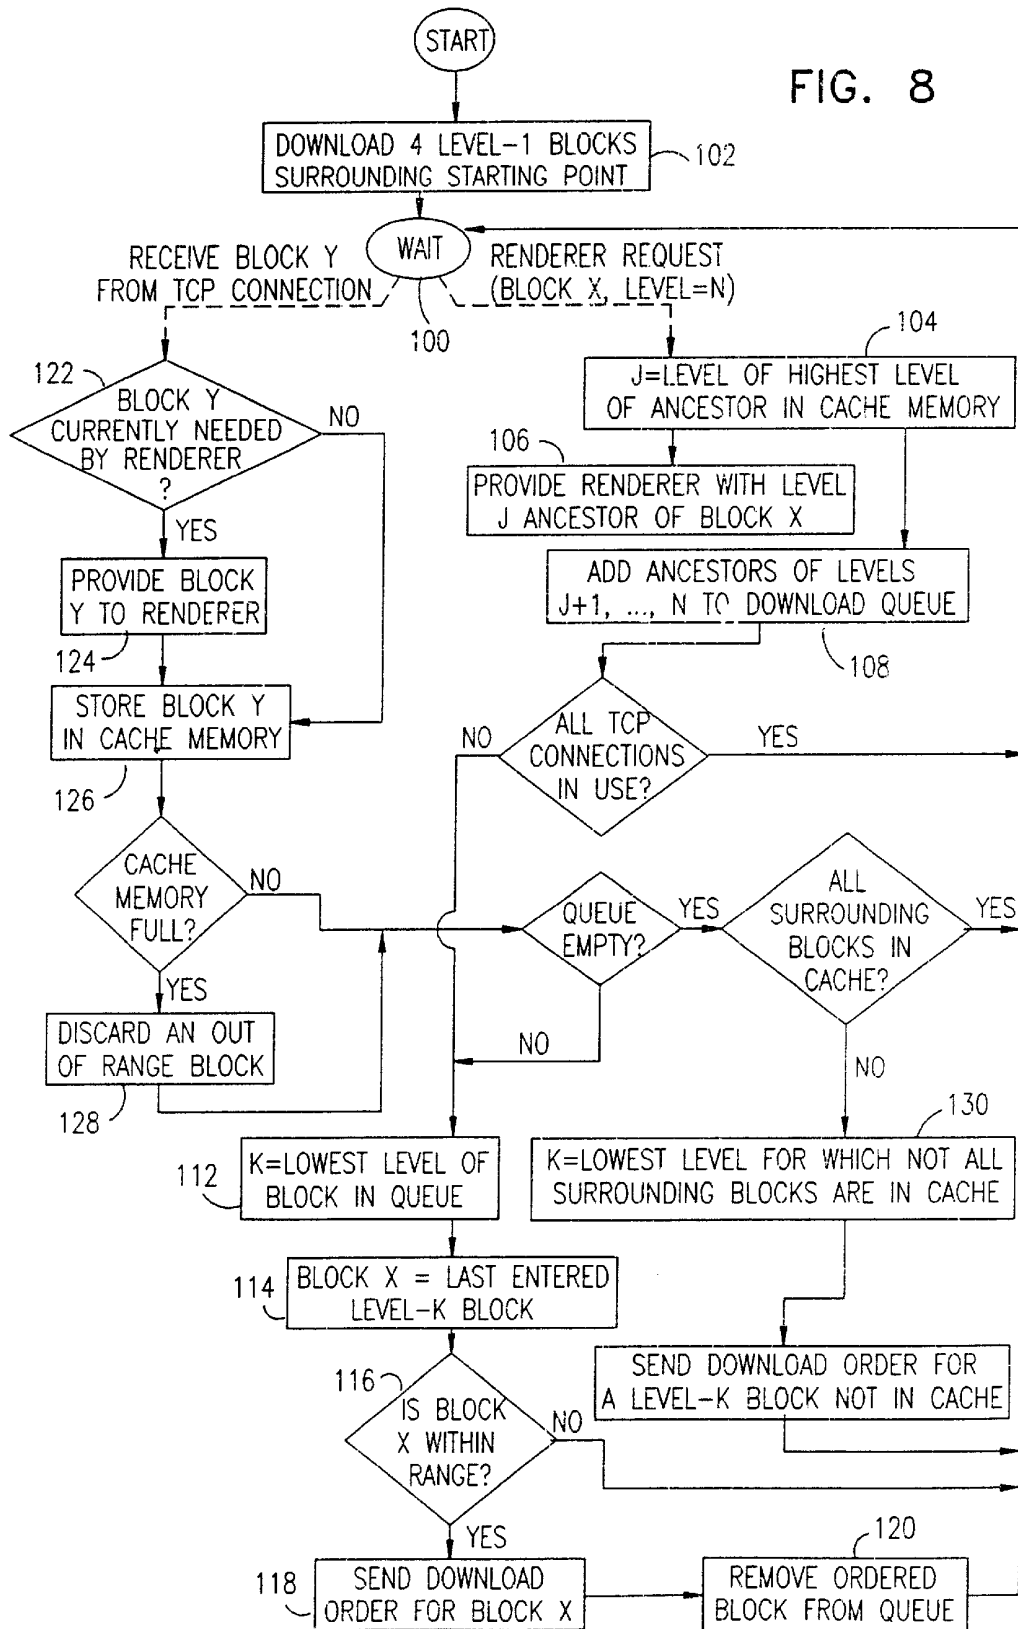 START
FIG. 8
DOWNLOAD 4 LEVEL-1 BLOCKS
SURROUNDING STARTING POINT
102
WAIT
100
RECEIVE BLOCK Y
FROM TCP CONNECTION
RENDERER REQUEST
(BLOCK X, LEVEL=N)
104
J=LEVEL OF HIGHEST LEVEL
OF ANCESTOR IN CACHE MEMORY
122
BLOCK Y
CURRENTLY NEEDED
BY RENDERER
?
NO
YES
106
PROVIDE RENDERER WITH LEVEL
J ANCESTOR OF BLOCK X
ADD ANCESTORS OF LEVELS
J+1, ..., N TO DOWNLOAD QUEUE
108
PROVIDE BLOCK
Y TO RENDERER
124
STORE BLOCK Y
IN CACHE MEMORY
126
ALL TCP
CONNECTIONS
IN USE?
NO
YES
CACHE
MEMORY
FULL?
NO
YES
QUEUE
EMPTY?
YES
NO
ALL
SURROUNDING
BLOCKS IN
CACHE?
YES
NO
DISCARD AN OUT
OF RANGE BLOCK
128
112
K=LOWEST LEVEL OF
BLOCK IN QUEUE
130
K=LOWEST LEVEL FOR WHICH NOT ALL
SURROUNDING BLOCKS ARE IN CACHE
114
BLOCK X = LAST ENTERED
LEVEL-K BLOCK
SEND DOWNLOAD ORDER FOR
A LEVEL-K BLOCK NOT IN CACHE
116
IS BLOCK
X WITHIN
RANGE?
NO
YES
118
SEND DOWNLOAD
ORDER FOR BLOCK X
120
REMOVE ORDERED
BLOCK FROM QUEUE